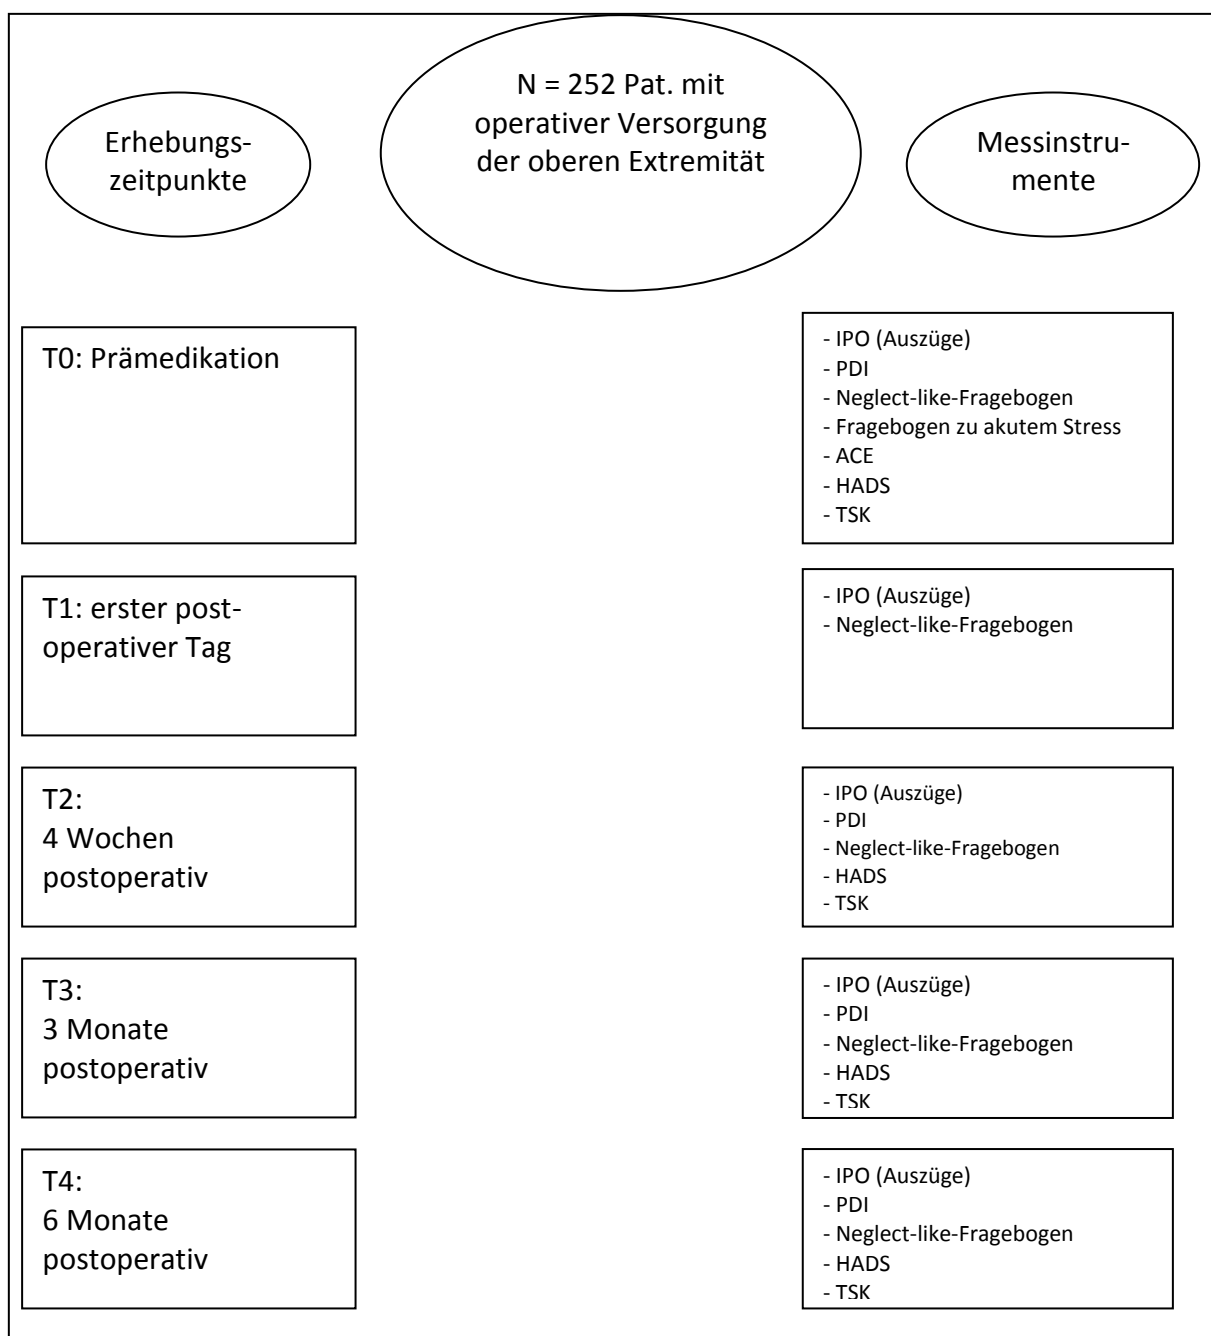 N = 252 Pat. mit
operativer Versorgung
der oberen Extremität
Erhebungs-
zeitpunkte
Messinstru-
mente
T0: Prämedikation
- IPO (Auszüge)
- PDI
- Neglect-like-Fragebogen
- Fragebogen zu akutem Stress
- ACE
- HADS
- TSK
T1: erster post-
operativer Tag
- IPO (Auszüge)
- Neglect-like-Fragebogen
T2:
4 Wochen
postoperativ
- IPO (Auszüge)
- PDI
- Neglect-like-Fragebogen
- HADS
- TSK
T3:
3 Monate
postoperativ
- IPO (Auszüge)
- PDI
- Neglect-like-Fragebogen
- HADS
- TSK
T4:
6 Monate
postoperativ
- IPO (Auszüge)
- PDI
- Neglect-like-Fragebogen
- HADS
- TSK